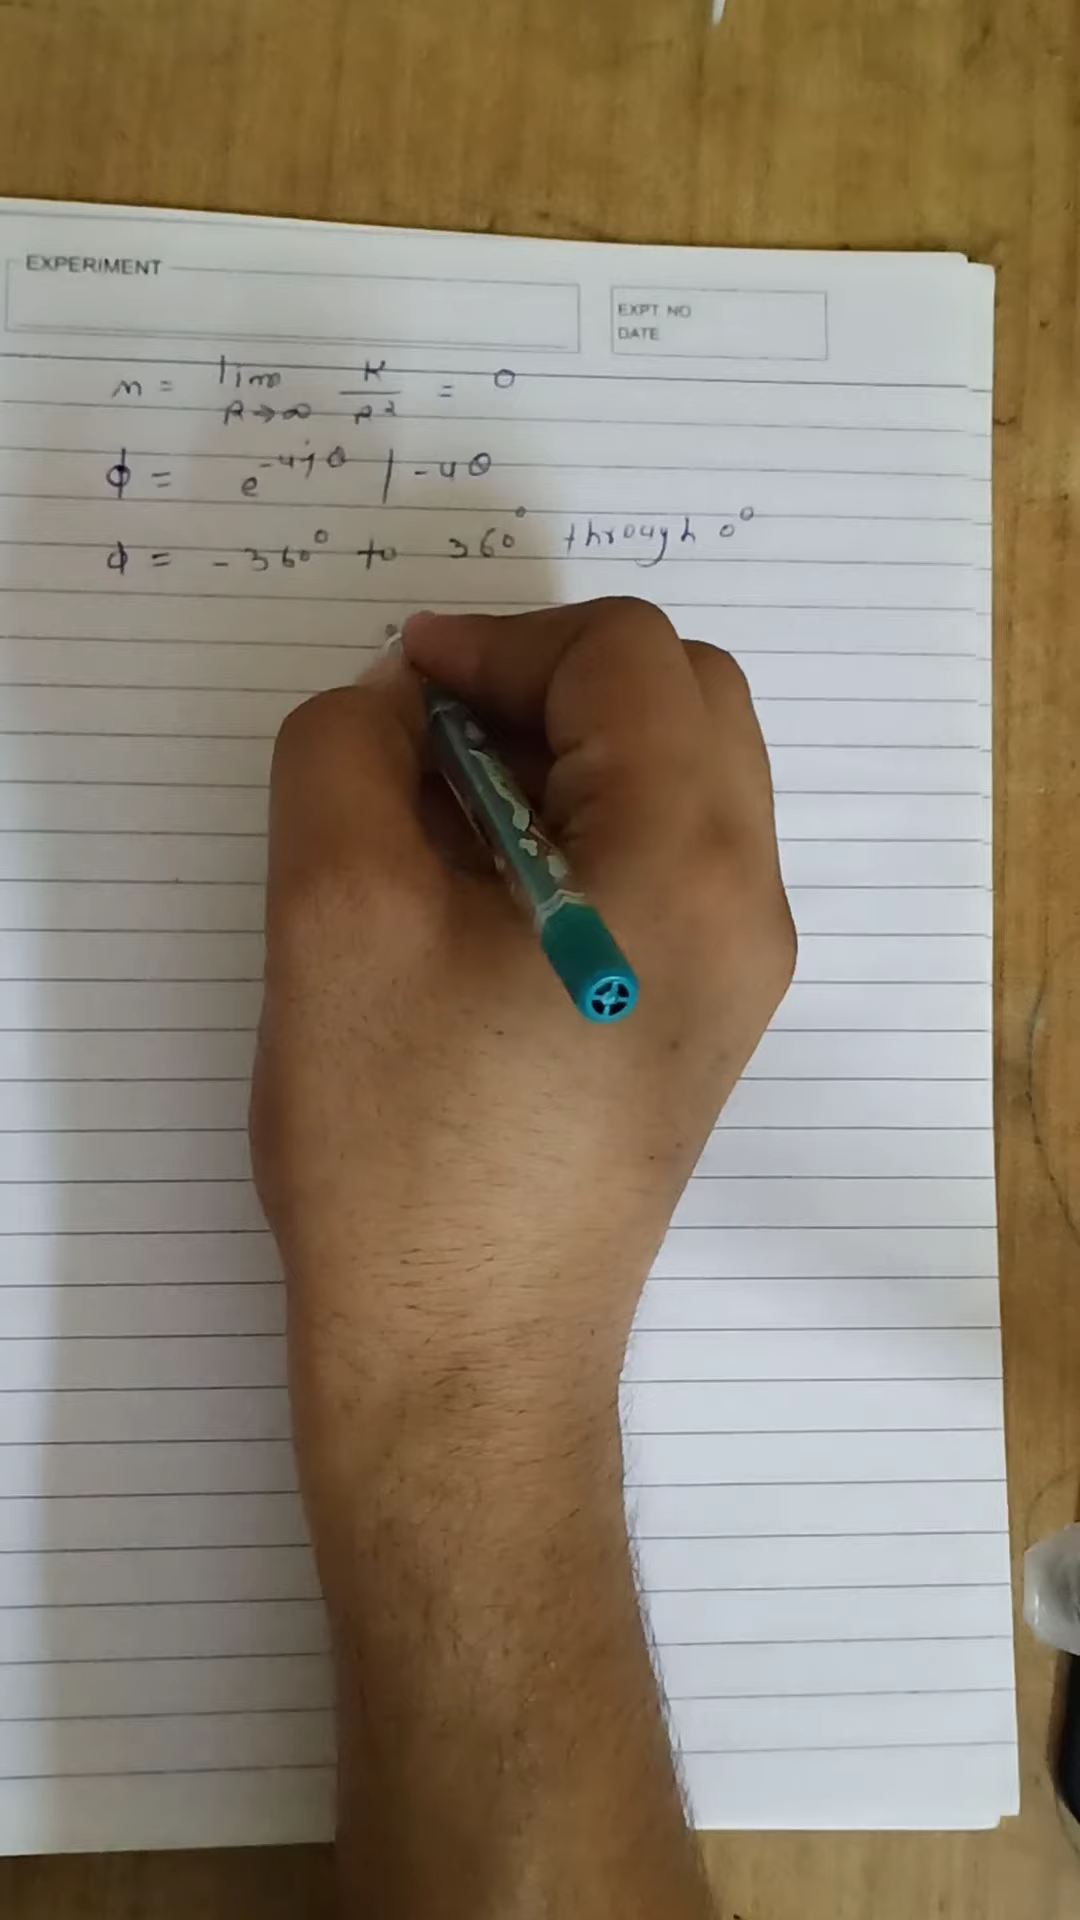 EXPERIMENT
EXPT NO
DATE
M = lim R→∞ K/R² = 0
ϕ = e^-4jθ |-4θ
ϕ = -360° to 360° through 0°